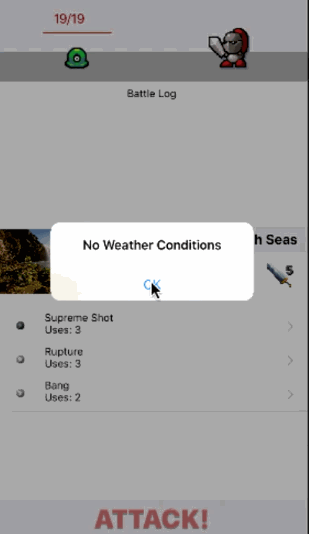 19/19
Battle Log
No Weather Conditions
h Seas
OK
5
Supreme Shot
Uses: 3
Rupture
Uses: 3
Bang
Uses: 2
ATTACK!